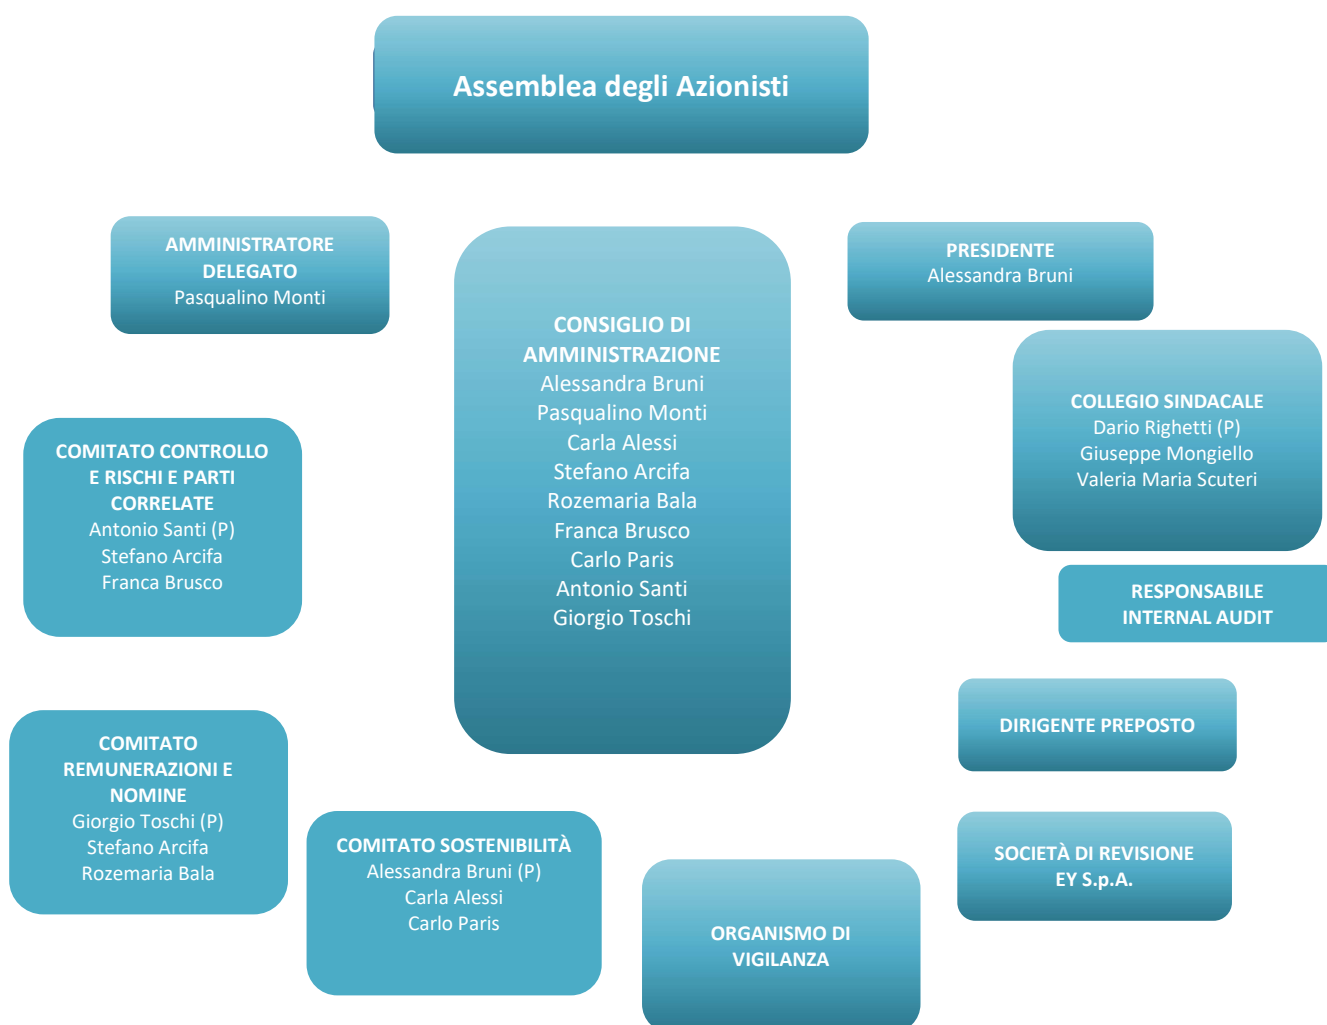 Assemblea degli Azionisti
AMMINISTRATORE
DELEGATO
Pasqualino Monti
CONSIGLIO DI
AMMINISTRAZIONE
Alessandra Bruni
Pasqualino Monti
Carla Alessi
Stefano Arcifa
Rozemaria Bala
Franca Brusco
Carlo Paris
Antonio Santi
Giorgio Toschi
PRESIDENTE
Alessandra Bruni
COLLEGIO SINDACALE
Dario Righetti (P)
Giuseppe Mongiello
Valeria Maria Scuteri
COMITATO CONTROLLO
E RISCHI E PARTI
CORRELATE
Antonio Santi (P)
Stefano Arcifa
Franca Brusco
RESPONSABILE
INTERNAL AUDIT
DIRIGENTE PREPOSTO
COMITATO
REMUNERAZIONI E
NOMINE
Giorgio Toschi (P)
Stefano Arcifa
Rozemaria Bala
COMITATO SOSTENIBILITÀ
Alessandra Bruni (P)
Carla Alessi
Carlo Paris
SOCIETÀ DI REVISIONE
EY S.p.A.
ORGANISMO DI
VIGILANZA